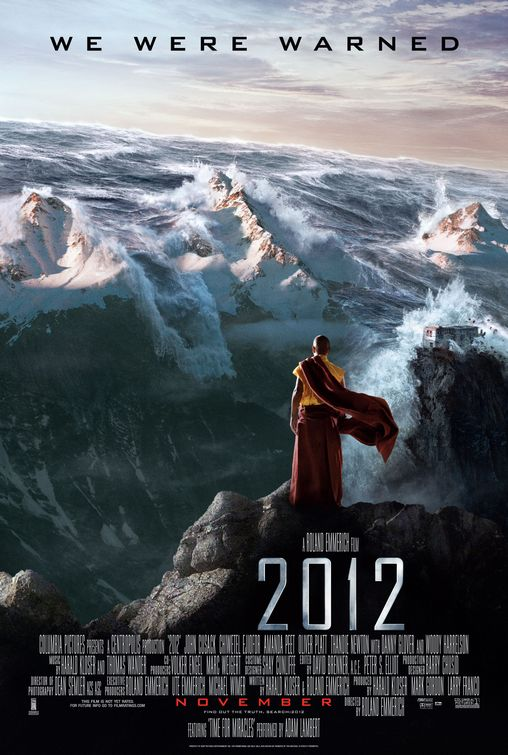 WE WERE WARNED
A ROLAND EMMERICH FILM
2012
COLUMBIA PICTURES PRESENTS A CENTROPOLIS PRODUCTION "2012" JOHN CUSACK CHIWETEL EJIOFOR AMANDA PEET OLIVER PLATT THANDIE NEWTON WITH DANNY GLOVER AND WOODY HARRELSON
MUSIC BY HARALD KLOSER AND THOMAS WANDER CO-PRODUCERS VOLKER ENGEL MARC WEIGERT COSTUME DESIGNER SHAY CUNLIFFE EDITED BY DAVID BRENNER A.C.E. PETER S. ELLIOT PRODUCTION DESIGNER BARRY CHUSID
DIRECTOR OF PHOTOGRAPHY DEAN SEMLER EXECUTIVE PRODUCERS ROLAND EMMERICH UTE EMMERICH MICHAEL WIMER WRITTEN BY HARALD KLOSER & ROLAND EMMERICH PRODUCED BY HARALD KLOSER MARK GORDON LARRY FRANCO
THIS FILM IS NOT YET RATED.
FOR FUTURE INFO GO TO FILMRATINGS.COM
NOVEMBER
DIRECTED BY ROLAND EMMERICH
FIND OUT THE TRUTH. SEARCH:2012
FEATURING "TIME FOR MIRACLES" PERFORMED BY ADAM LAMBERT